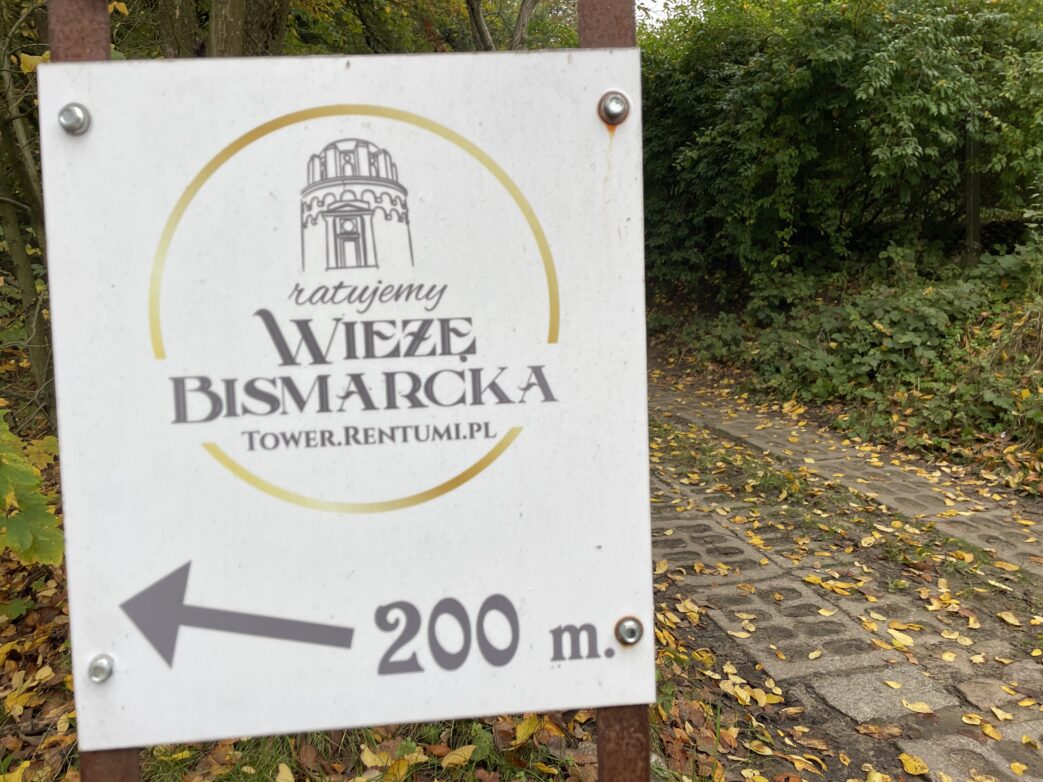 ratujemy
WIEŻĘ
BISMARCKA
TOWER.RENTUMI.PL
200 m.